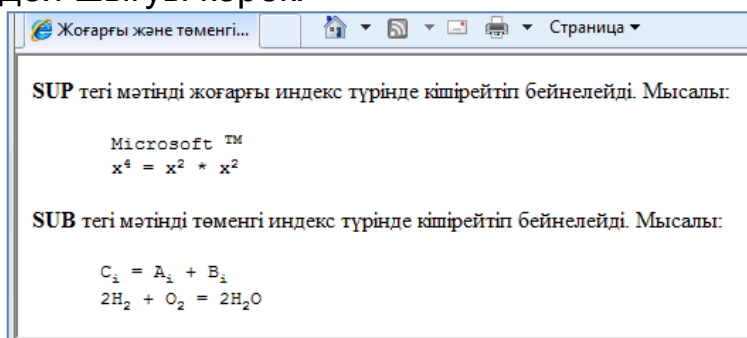 Жоғарғы және төменгі... Страница
SUP тегі мәтінді жоғарғы индекс түрінде кішірейтіп бейнелейді. Мысалы:
Microsoft ™
x⁴ = x² * x²
SUB тегі мәтінді төменгі индекс түрінде кішірейтіп бейнелейді. Мысалы:
Cᵢ = Aᵢ + Bᵢ
2H₂ + O₂ = 2H₂O